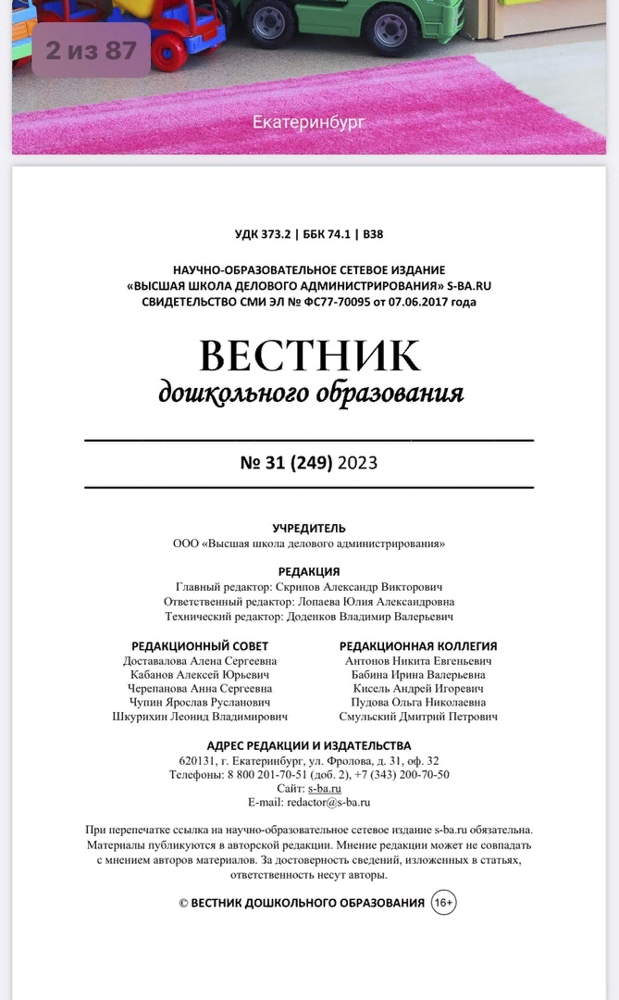 2 из 87
Екатеринбург
УДК 373.2 | ББК 74.1 | В38
НАУЧНО-ОБРАЗОВАТЕЛЬНОЕ СЕТЕВОЕ ИЗДАНИЕ
«ВЫСШАЯ ШКОЛА ДЕЛОВОГО АДМИНИСТРИРОВАНИЯ» S-BA.RU
СВИДЕТЕЛЬСТВО СМИ ЭЛ № ФС77-70095 от 07.06.2017 года
ВЕСТНИК
дошкольного образования
№ 31 (249) 2023
УЧРЕДИТЕЛЬ
ООО «Высшая школа делового администрирования»
РЕДАКЦИЯ
Главный редактор: Скрипов Александр Викторович
Ответственный редактор: Лопаева Юлия Александровна
Технический редактор: Доденков Владимир Валерьевич
РЕДАКЦИОННЫЙ СОВЕТ
Доставалова Алена Сергеевна
Кабанов Алексей Юрьевич
Черепанова Анна Сергеевна
Чупин Ярослав Русланович
Шкурихин Леонид Владимирович
РЕДАКЦИОННАЯ КОЛЛЕГИЯ
Антонов Никита Евгеньевич
Бабина Ирина Валерьевна
Кисель Андрей Игоревич
Пудова Ольга Николаевна
Смульский Дмитрий Петрович
АДРЕС РЕДАКЦИИ И ИЗДАТЕЛЬСТВА
620131, г. Екатеринбург, ул. Фролова, д. 31, оф. 32
Телефоны: 8 800 201-70-51 (доб. 2), +7 (343) 200-70-50
Сайт: s-ba.ru
E-mail: redactor@s-ba.ru
При перепечатке ссылка на научно-образовательное сетевое издание s-ba.ru обязательна.
Материалы публикуются в авторской редакции. Мнение редакции может не совпадать
с мнением авторов материалов. За достоверность сведений, изложенных в статьях,
ответственность несут авторы.
© ВЕСТНИК ДОШКОЛЬНОГО ОБРАЗОВАНИЯ 16+